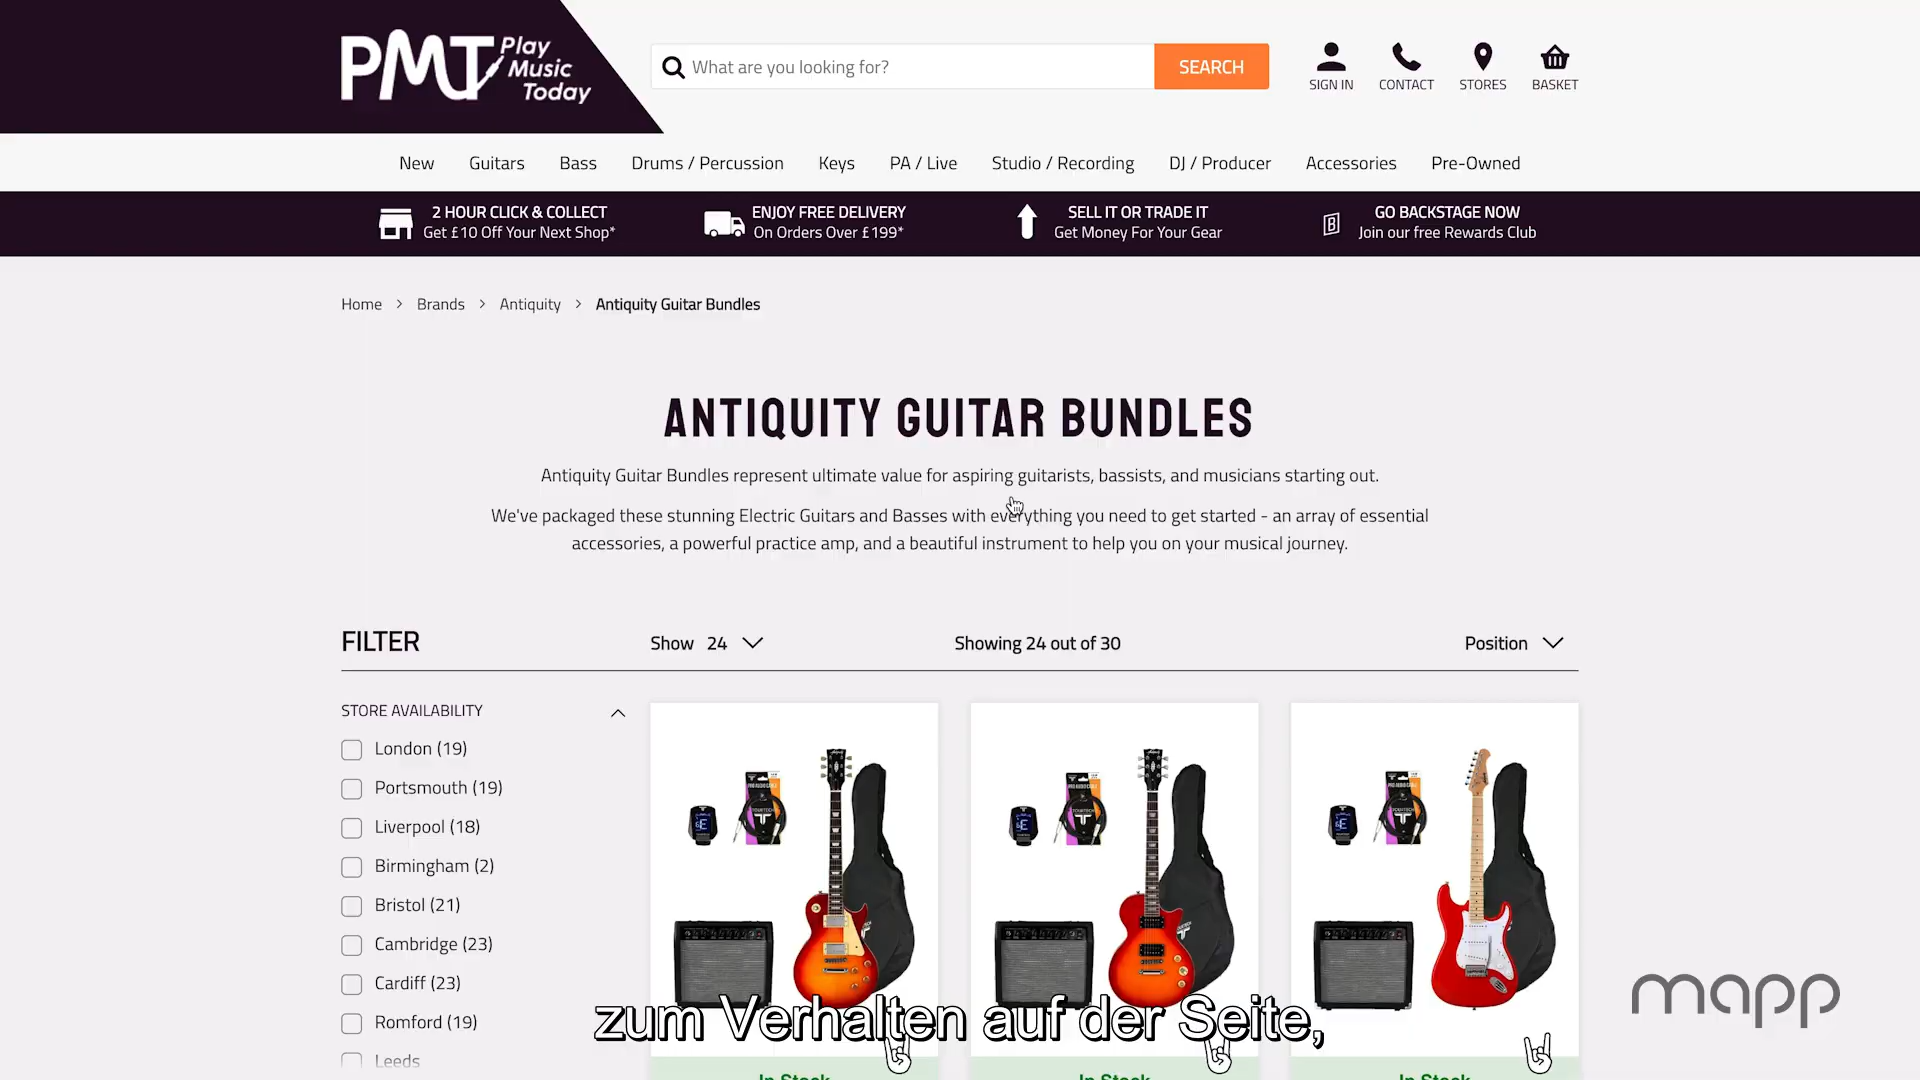 PMT Play
Music
Today
What are you looking for?
SEARCH
SIGN IN
CONTACT
STORES
BASKET
New
Guitars
Bass
Drums / Percussion
Keys
PA / Live
Studio / Recording
DJ / Producer
Accessories
Pre-Owned
2 HOUR CLICK & COLLECT
Get £10 Off Your Next Shop*
ENJOY FREE DELIVERY
On Orders Over £199*
SELL IT OR TRADE IT
Get Money For Your Gear
GO BACKSTAGE NOW
Join our free Rewards Club
Home > Brands > Antiquity > Antiquity Guitar Bundles
ANTIQUITY GUITAR BUNDLES
Antiquity Guitar Bundles represent ultimate value for aspiring guitarists, bassists, and musicians starting out.
We've packaged these stunning Electric Guitars and Basses with everything you need to get started - an array of essential
accessories, a powerful practice amp, and a beautiful instrument to help you on your musical journey.
FILTER
Show 24
Showing 24 out of 30
Position
STORE AVAILABILITY
London (19)
Portsmouth (19)
Liverpool (18)
Birmingham (2)
Bristol (21)
Cambridge (23)
Cardiff (23)
Romford (19)
Leeds
In Stock
In Stock
In Stock
mapp
zum Verhalten auf der Seite,